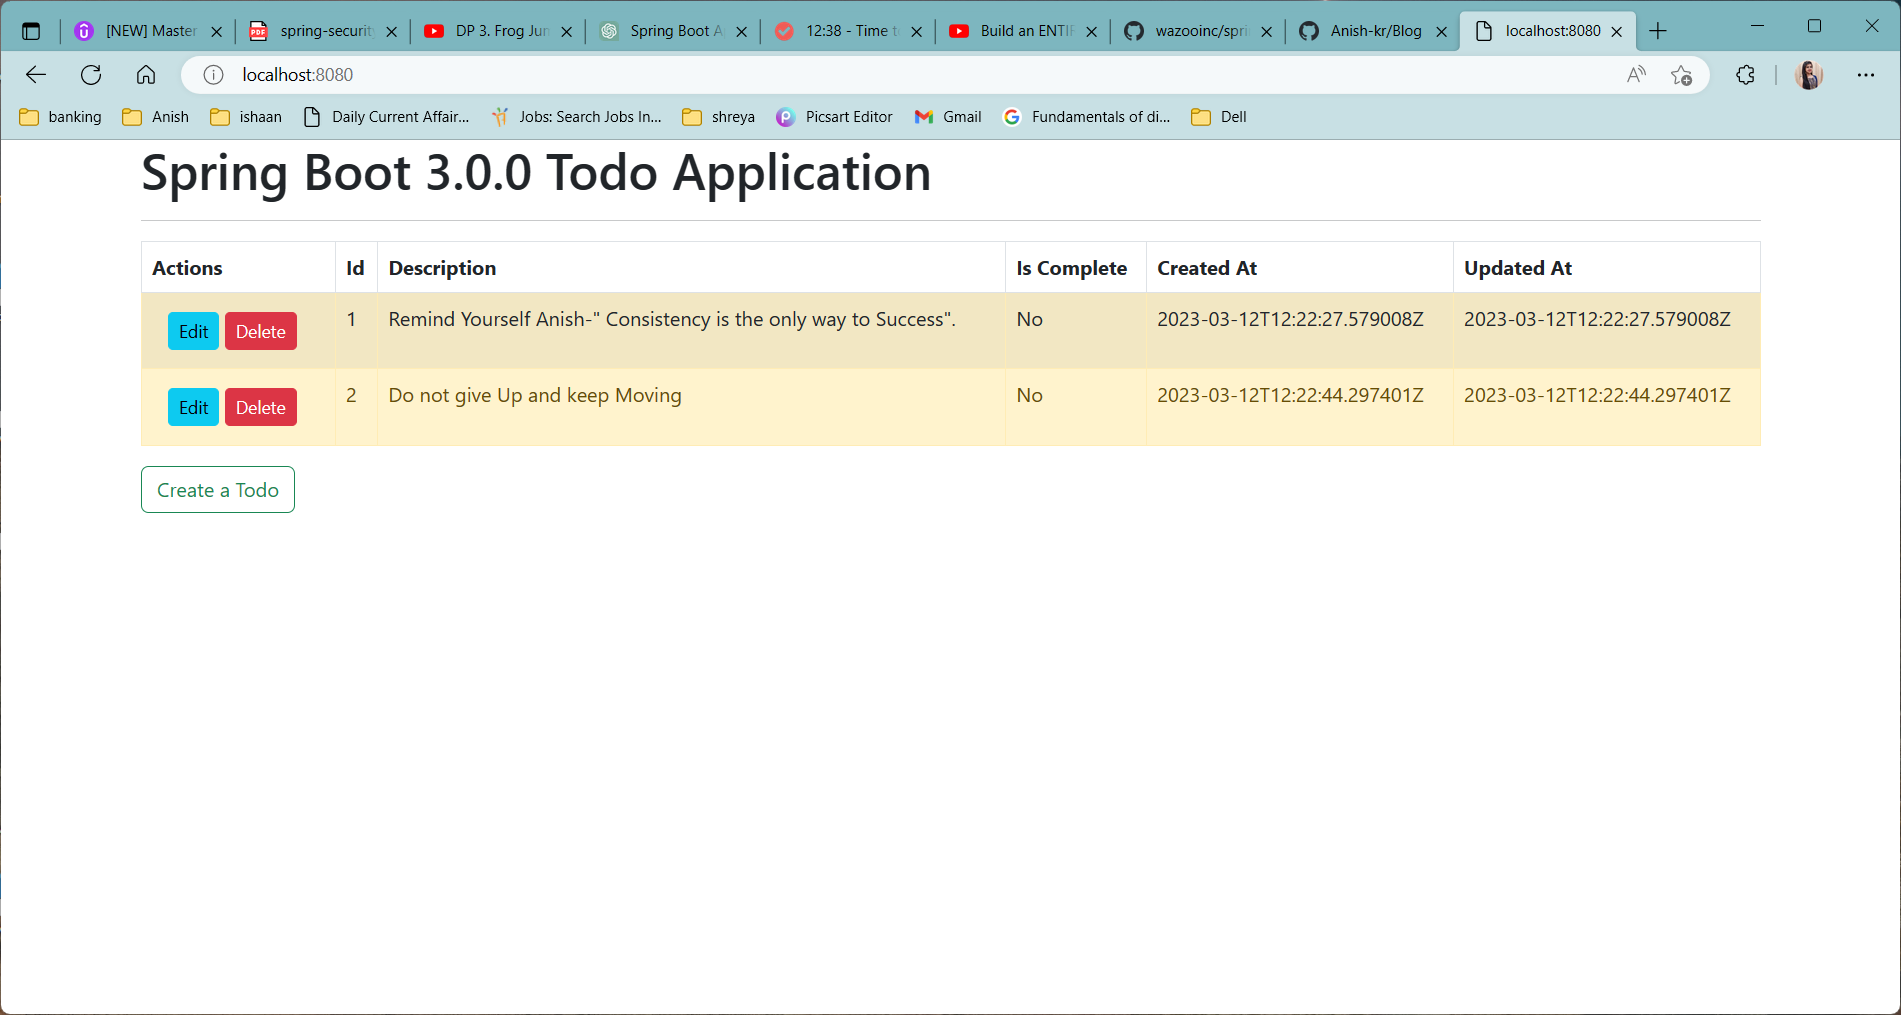 [NEW] Master
spring-security
DP 3. Frog Jun
Spring Boot A
12:38 - Time t
Build an ENTIR
wazooinc/spri
Anish-kr/Blog
localhost:8080
localhost:8080
banking
Anish
ishaan
Daily Current Affair...
Jobs: Search Jobs In...
shreya
Picsart Editor
Gmail
Fundamentals of di...
Dell
Spring Boot 3.0.0 Todo Application
Actions Id Description Is Complete Created At Updated At
Edit Delete 1 Remind Yourself Anish-" Consistency is the only way to Success". No 2023-03-12T12:22:27.579008Z 2023-03-12T12:22:27.579008Z
Edit Delete 2 Do not give Up and keep Moving No 2023-03-12T12:22:44.297401Z 2023-03-12T12:22:44.297401Z
Create a Todo